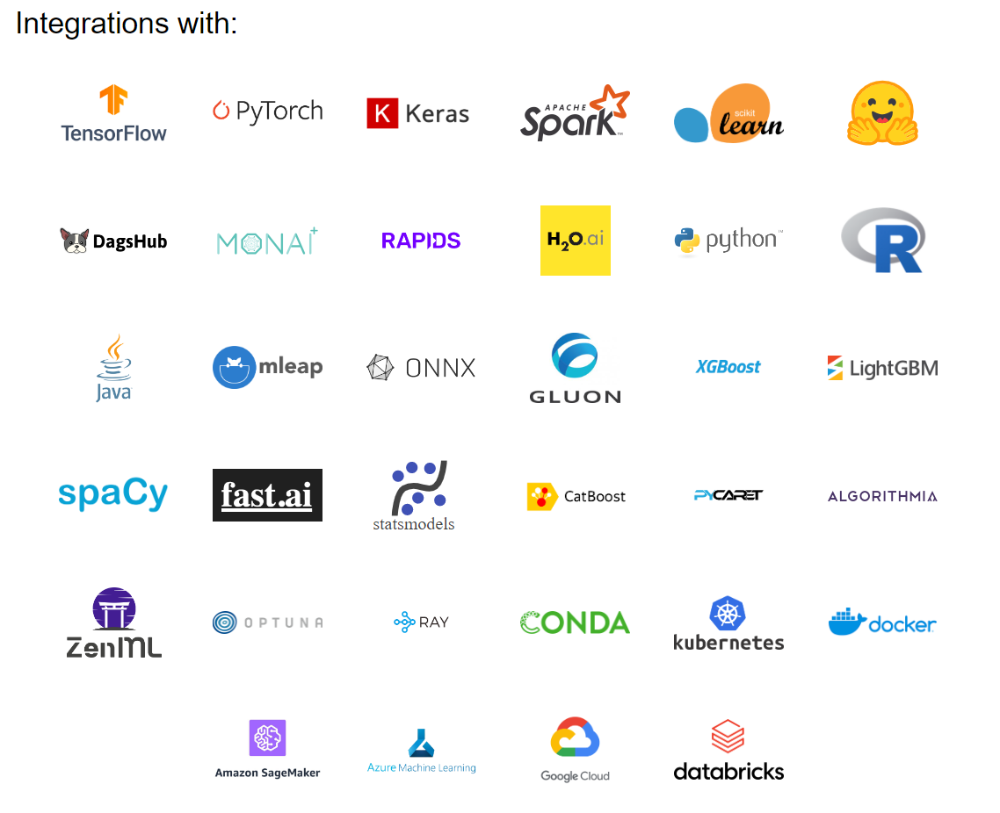 Integrations with:
TensorFlow
PyTorch
K Keras
APACHE
Spark™
scikit
learn
DagsHub
MONAI
RAPIDS
H2O.ai
python™
R
Java
mleap
ONNX
GLUON
XGBoost
LightGBM
spaCy
fast.ai
statsmodels
CatBoost
PYCARET
ALGORITHMIA
ZenML
OPTUNA
RAY
CONDA
kubernetes
docker
Amazon SageMaker
Azure Machine Learning
Google Cloud
databricks